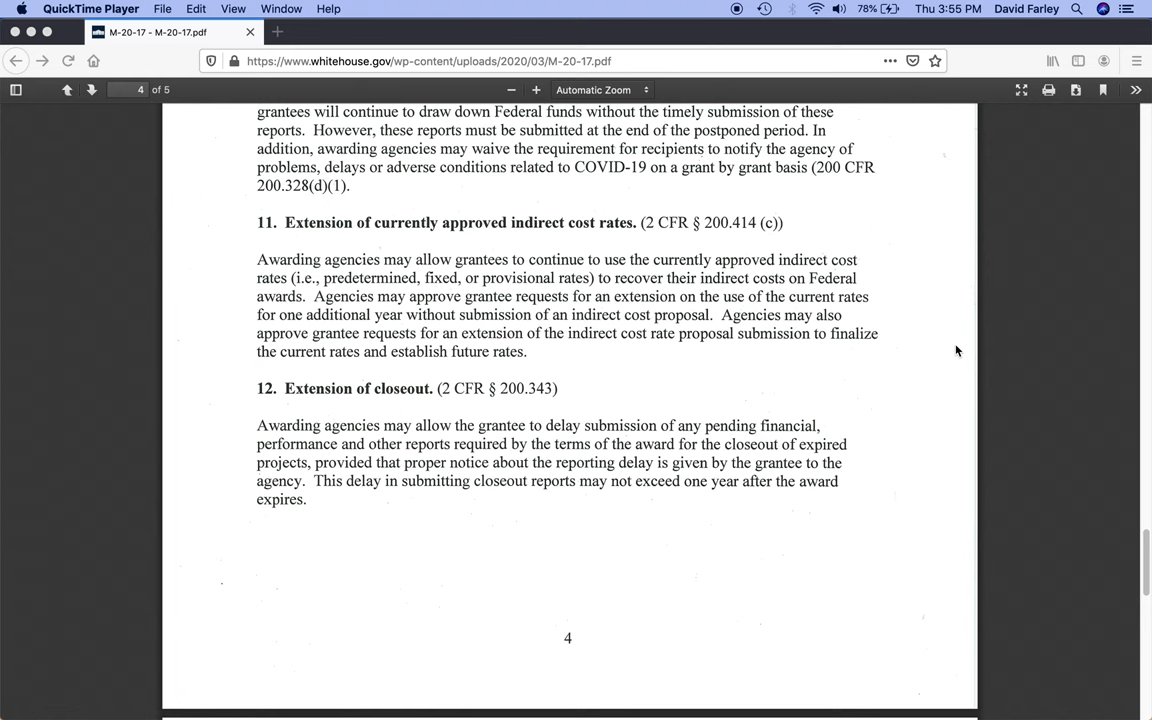 QuickTime Player File Edit View Window Help 78% Thu 3:55 PM David Farley
M-20-17 - M-20-17.pdf
https://www.whitehouse.gov/wp-content/uploads/2020/03/M-20-17.pdf
4 of 5 Automatic Zoom
grantees will continue to draw down Federal funds without the timely submission of these
reports. However, these reports must be submitted at the end of the postponed period. In
addition, awarding agencies may waive the requirement for recipients to notify the agency of
problems, delays or adverse conditions related to COVID-19 on a grant by grant basis (200 CFR
200.328(d)(1).
11. Extension of currently approved indirect cost rates. (2 CFR § 200.414 (c))
Awarding agencies may allow grantees to continue to use the currently approved indirect cost
rates (i.e., predetermined, fixed, or provisional rates) to recover their indirect costs on Federal
awards. Agencies may approve grantee requests for an extension on the use of the current rates
for one additional year without submission of an indirect cost proposal. Agencies may also
approve grantee requests for an extension of the indirect cost rate proposal submission to finalize
the current rates and establish future rates.
12. Extension of closeout. (2 CFR § 200.343)
Awarding agencies may allow the grantee to delay submission of any pending financial,
performance and other reports required by the terms of the award for the closeout of expired
projects, provided that proper notice about the reporting delay is given by the grantee to the
agency. This delay in submitting closeout reports may not exceed one year after the award
expires.
4